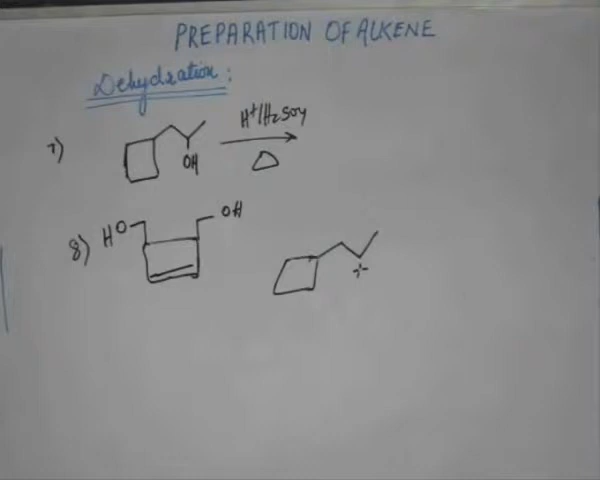 PREPARATION OF ALKENE
Dehydration:
7)
H+/H2SO4
OH
△
8)
HO
OH
+